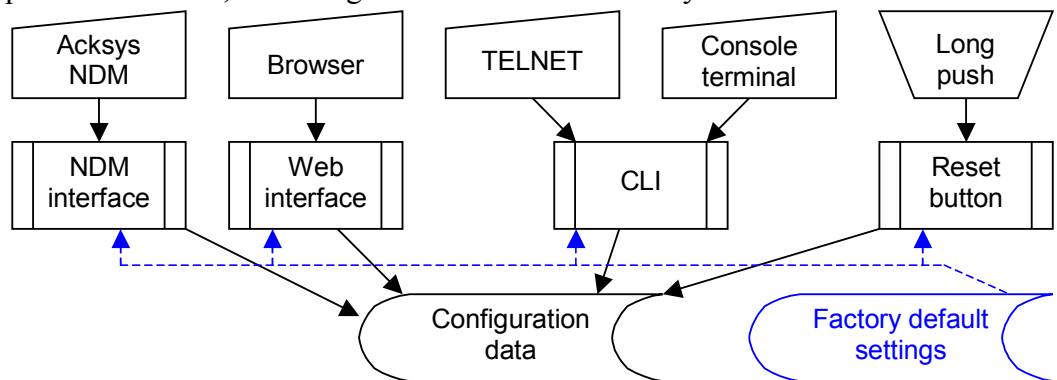 Acksys
NDM
Browser
TELNET
Console
terminal
Long
push
NDM
interface
Web
interface
CLI
Reset
button
Configuration
data
Factory default
settings